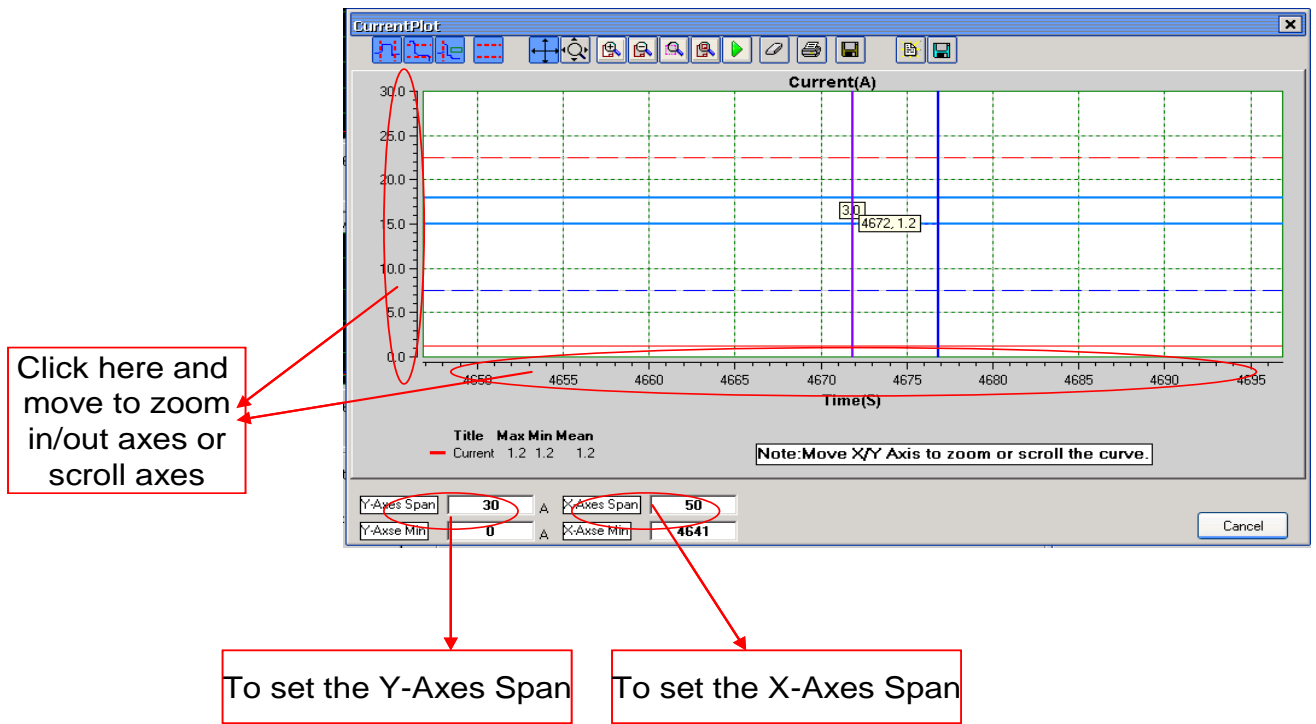 CurrentPlot
Current(A)
30.0
25.0
20.0
15.0
10.0
5.0
0.0
3.0
4672, 1.2
4650 4655 4660 4665 4670 4675 4680 4685 4690 4695
Time(S)
Title Max Min Mean
Current 1.2 1.2 1.2
Note:Move X/Y Axis to zoom or scroll the curve.
Y-Axes Span 30 A X-Axes Span 50
Y-Axse Min 0 A X-Axse Min 4641
Cancel
Click here and
move to zoom
in/out axes or
scroll axes
To set the Y-Axes Span
To set the X-Axes Span